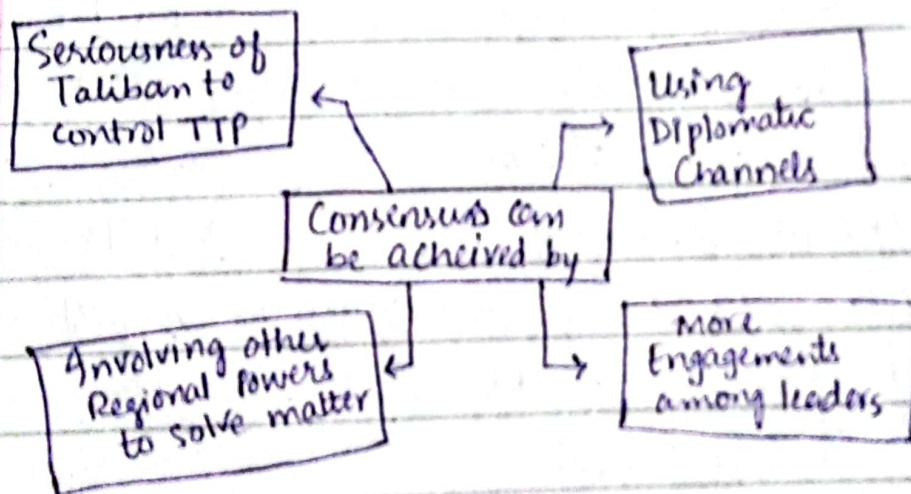 Seriousness of
Taliban to
control TTP
Using
Diplomatic
Channels
Consensus can
be acheived by
Involving other
Regional Powers
to solve matter
More
Engagements
among leaders